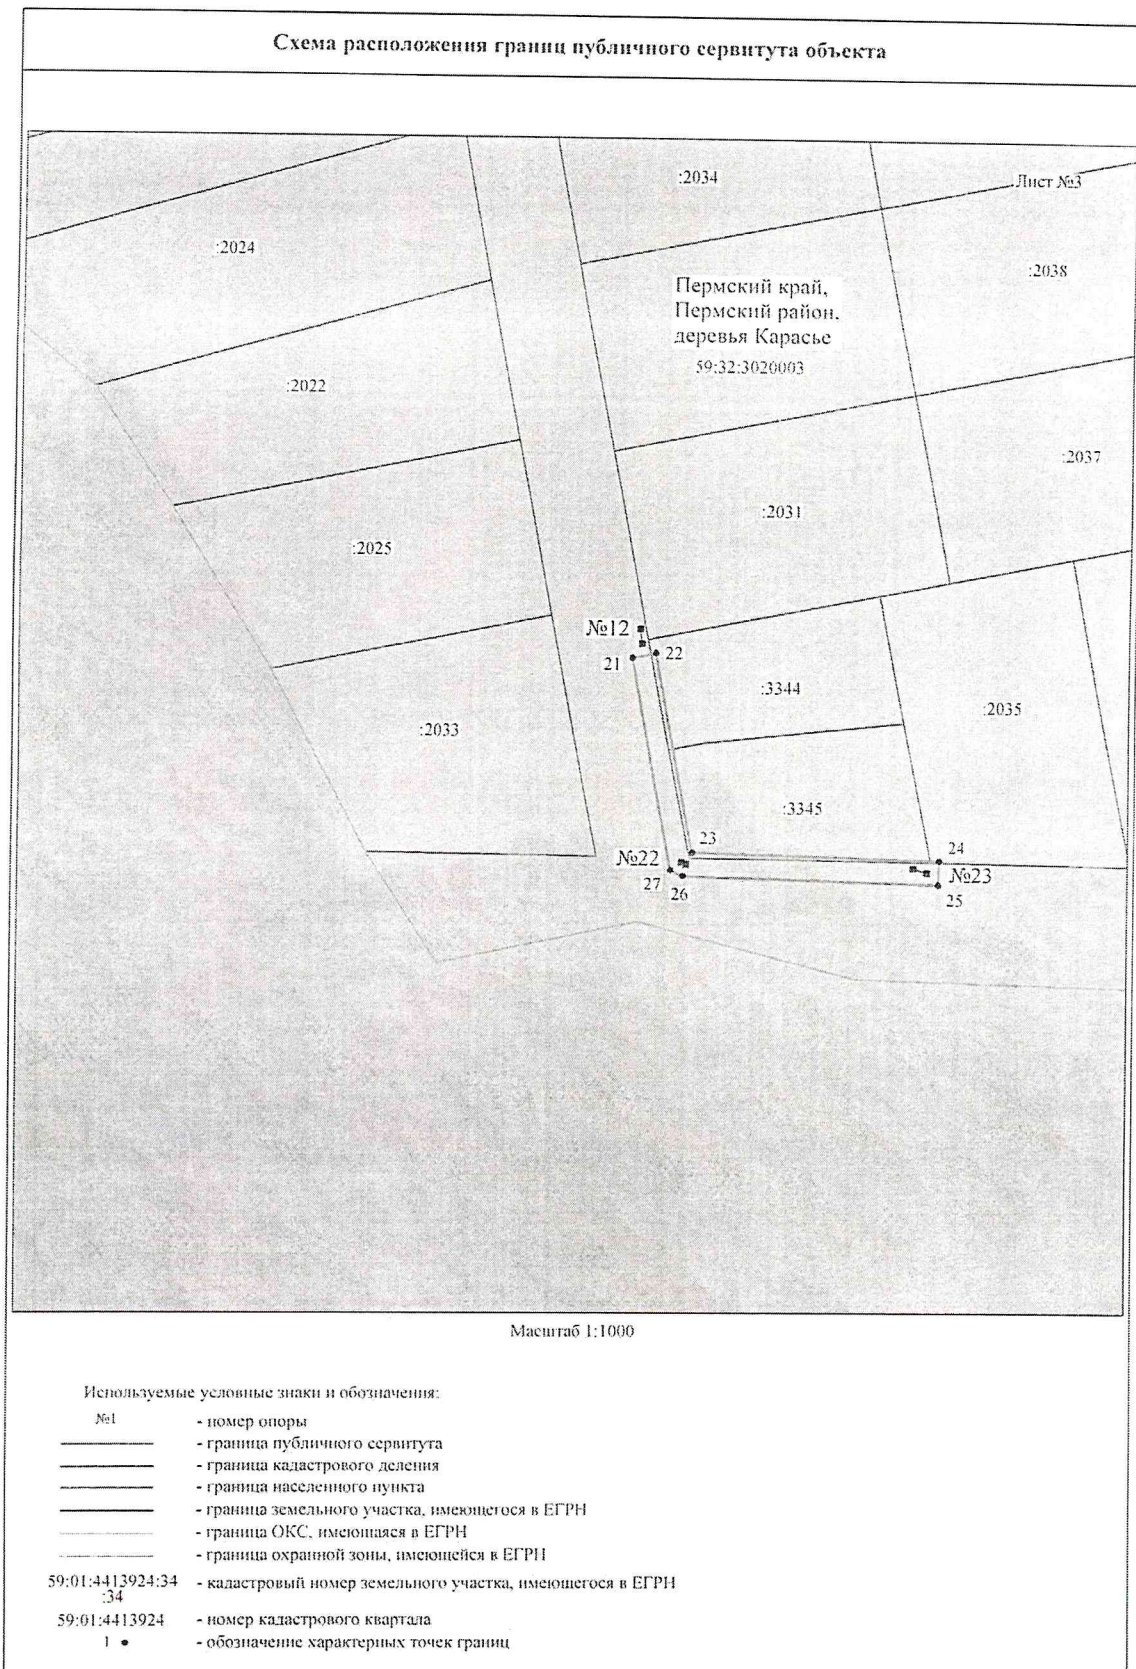 Схема расположения границ публичного сервитута объекта
:2034
Лист №3
:2024
:2038
Пермский край,
Пермский район,
деревья Карасье
59:32:3020003
:2022
:2037
:2031
:2025
№12
21
22
:3344
:2035
:2033
:3345
23
24
№22
№23
27
26
25
Масштаб 1:1000
Используемые условные знаки и обозначения:
№1 - номер опоры
- граница публичного сервитута
- граница кадастрового деления
- граница населенного пункта
- граница земельного участка, имеющегося в ЕГРН
- граница ОКС, имеющаяся в ЕГРН
- граница охранной зоны, имеющейся в ЕГРН
59:01:4413924:34 - кадастровый номер земельного участка, имеющегося в ЕГРН
:34
59:01:4413924 - номер кадастрового квартала
1 - обозначение характерных точек границ